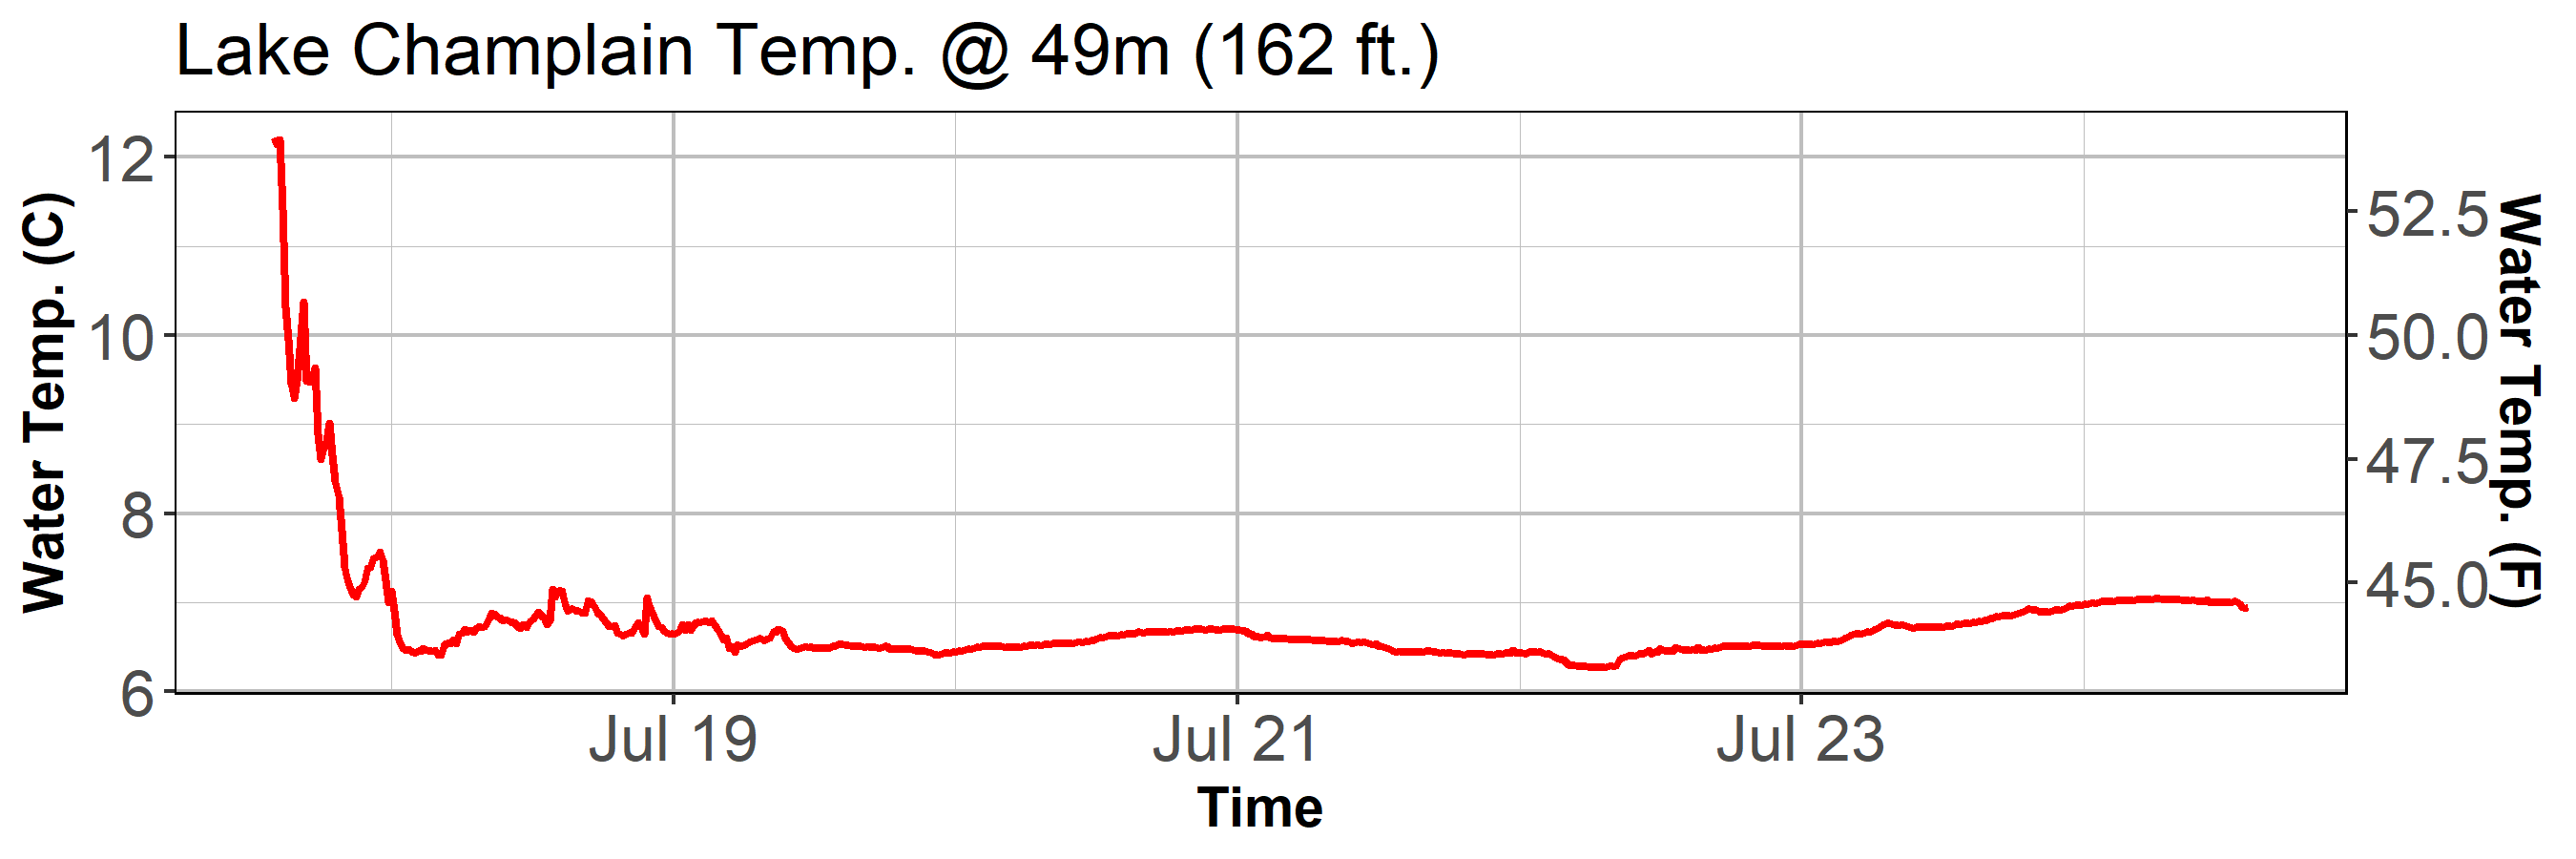 Lake Champlain Temp. @ 49m (162 ft.)
Water Temp. (C)
12
10
8
6
52.5
50.0
47.5
45.0
Water Temp. (F)
Jul 19 Jul 21 Jul 23
Time